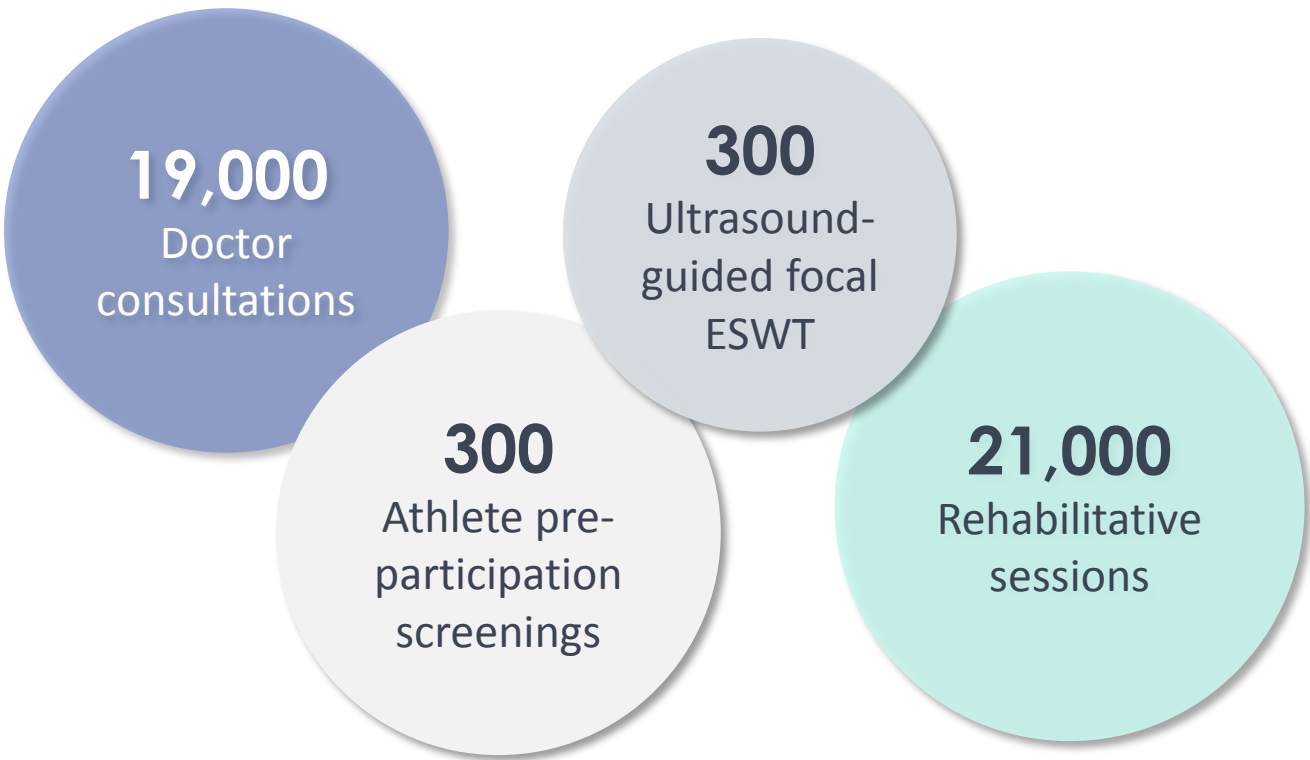 19,000
Doctor
consultations
300
Ultrasound-
guided focal
ESWT
300
Athlete pre-
participation
screenings
21,000
Rehabilitative
sessions